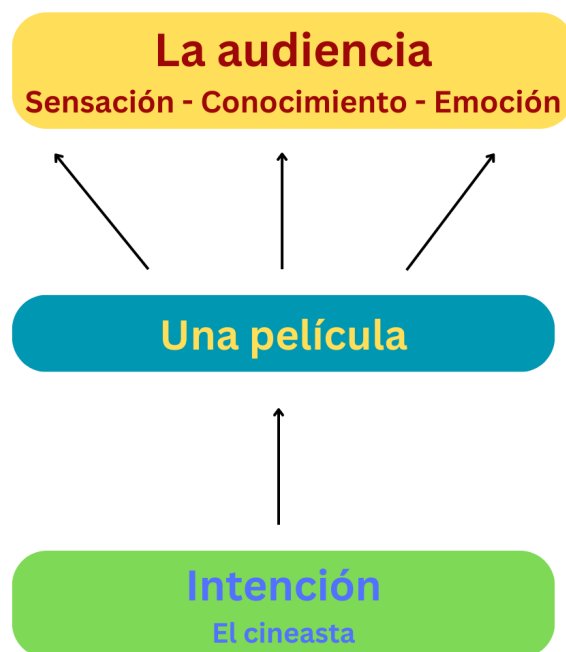 La audiencia
Sensación - Conocimiento - Emoción
Una película
Intención
El cineasta